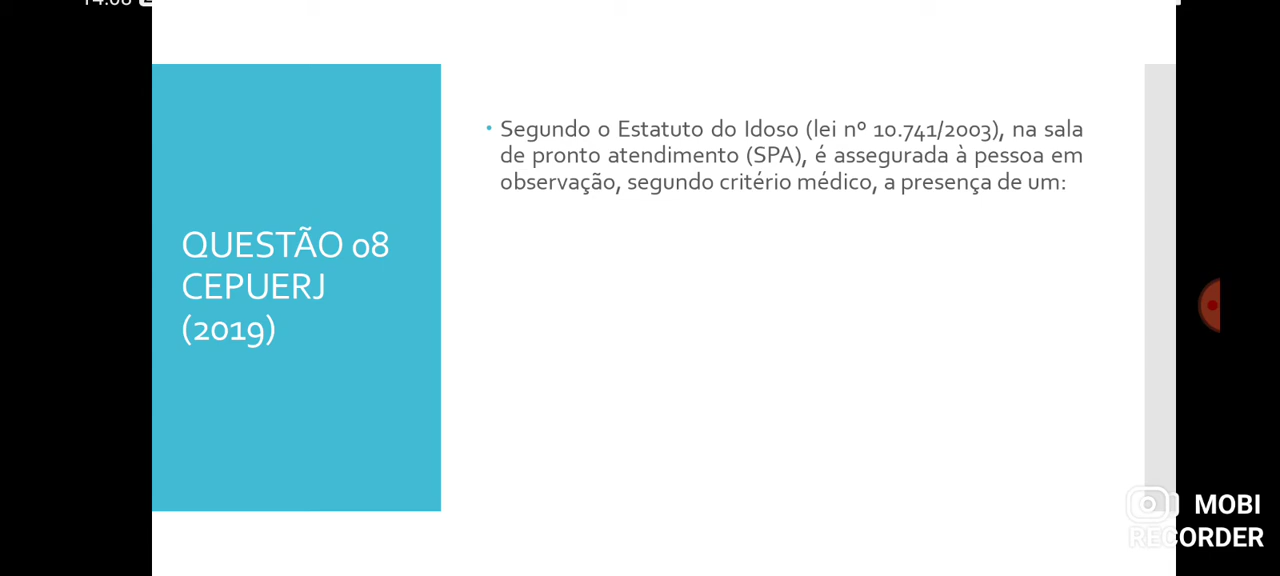 QUESTÃO 08
CEPUERJ
(2019)
• Segundo o Estatuto do Idoso (lei nº 10.741/2003), na sala
de pronto atendimento (SPA), é assegurada à pessoa em
observação, segundo critério médico, a presença de um:
MOBI
RECORDER